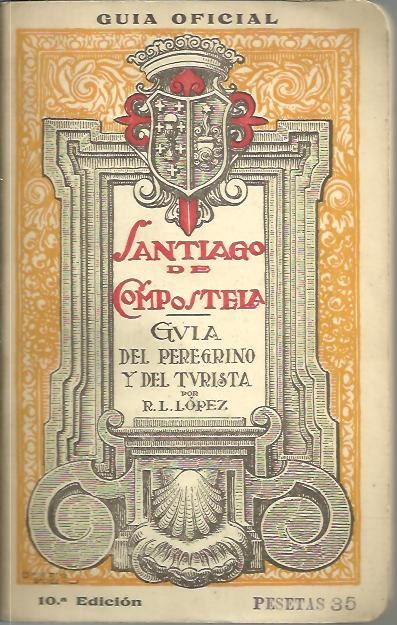 GUIA OFICIAL
SANTIAGO
DE
COMPOSTELA
GVIA
DEL PEREGRINO
Y DEL TVRISTA
POR
R. L. LÓPEZ
10.ª Edición
PESETAS 35